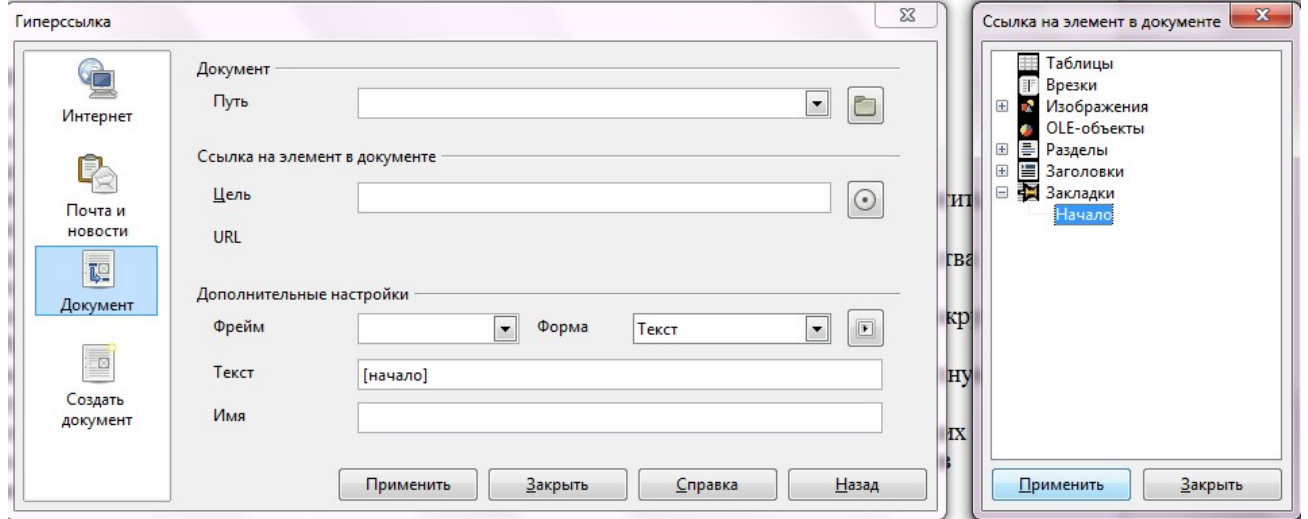 Гиперссылка
Интернет
Почта и
новости
Документ
Создать
документ
Документ
Путь
Ссылка на элемент в документе
Цель
URL
Дополнительные настройки
Фрейм
Форма
Текст
Текст
[начало]
Имя
Применить
Закрыть
Справка
Назад
Ссылка на элемент в документе
Таблицы
Врезки
Изображения
OLE-объекты
Разделы
Заголовки
Закладки
Начало
Применить
Закрыть